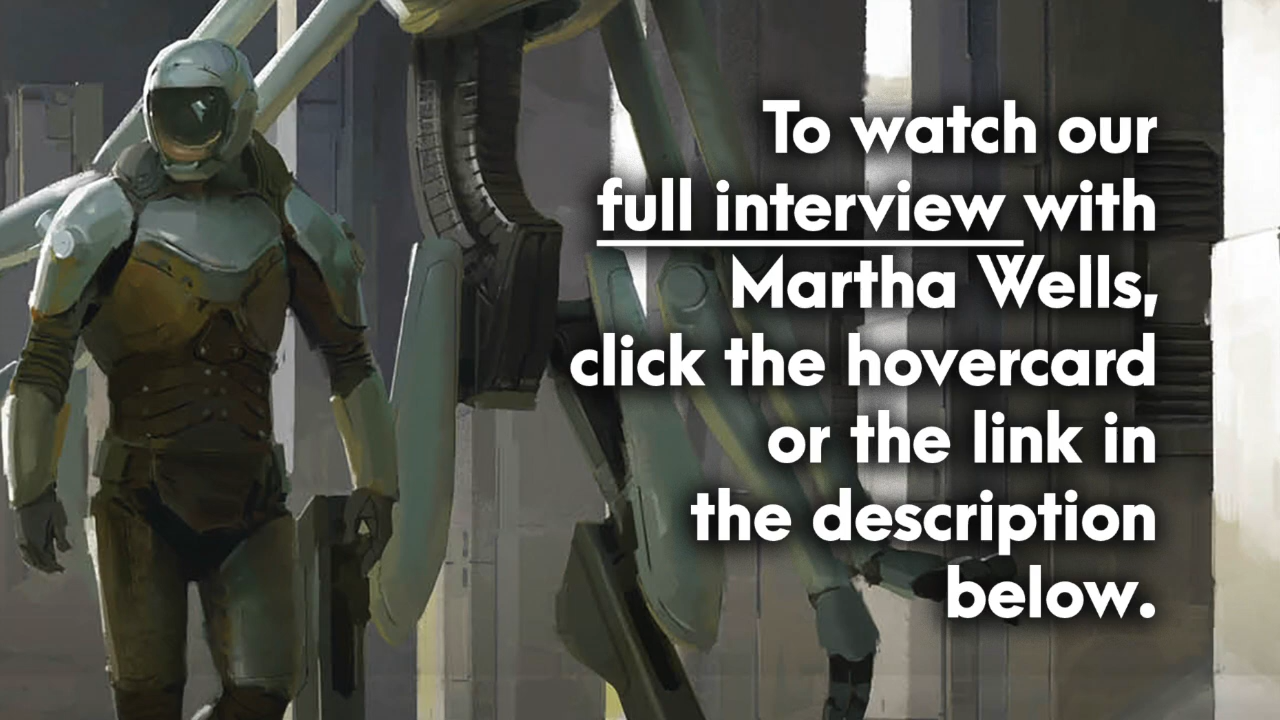 To watch our
full interview with
Martha Wells,
click the hovercard
or the link in
the description
below.